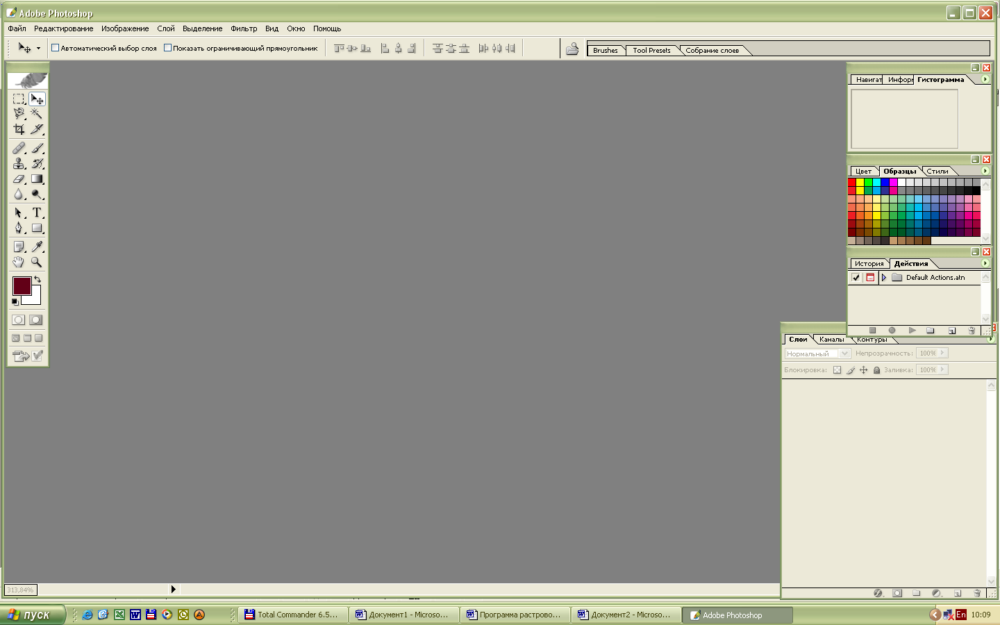 Adobe Photoshop
Файл Редактирование Изображение Слой Выделение Фильтр Вид Окно Помощь
Автоматический выбор слоя Показать ограничивающий прямоугольник Brushes Tool Presets Собрание слоев
Навигат Информ Гистограмма
Цвет Образцы Стили
История Действия
Default Actions.atn
T
Слои Каналы Контуры
Нормальный Непрозрачность: 100%
Блокировка: Заливка: 100%
313,84%
пуск Total Commander 6.5... Документ1 - Microso... Программа растрово... Документ2 - Microso... Adobe Photoshop En 10:09